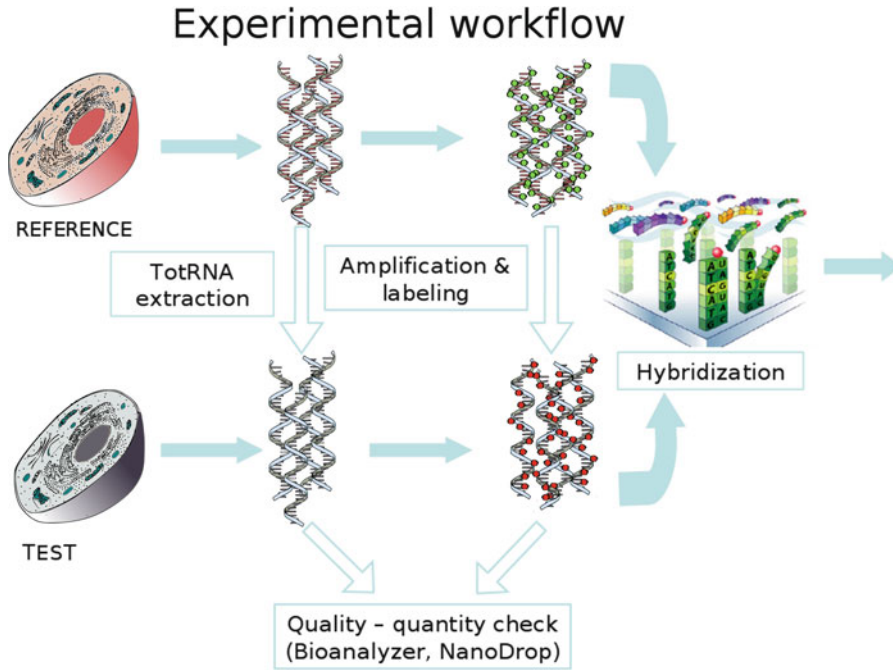 Experimental workflow
REFERENCE
TotRNA
extraction
Amplification &
labeling
A
T
C
A
T
G
U
A
G
U
A
C
Hybridization
TEST
Quality – quantity check
(Bioanalyzer, NanoDrop)